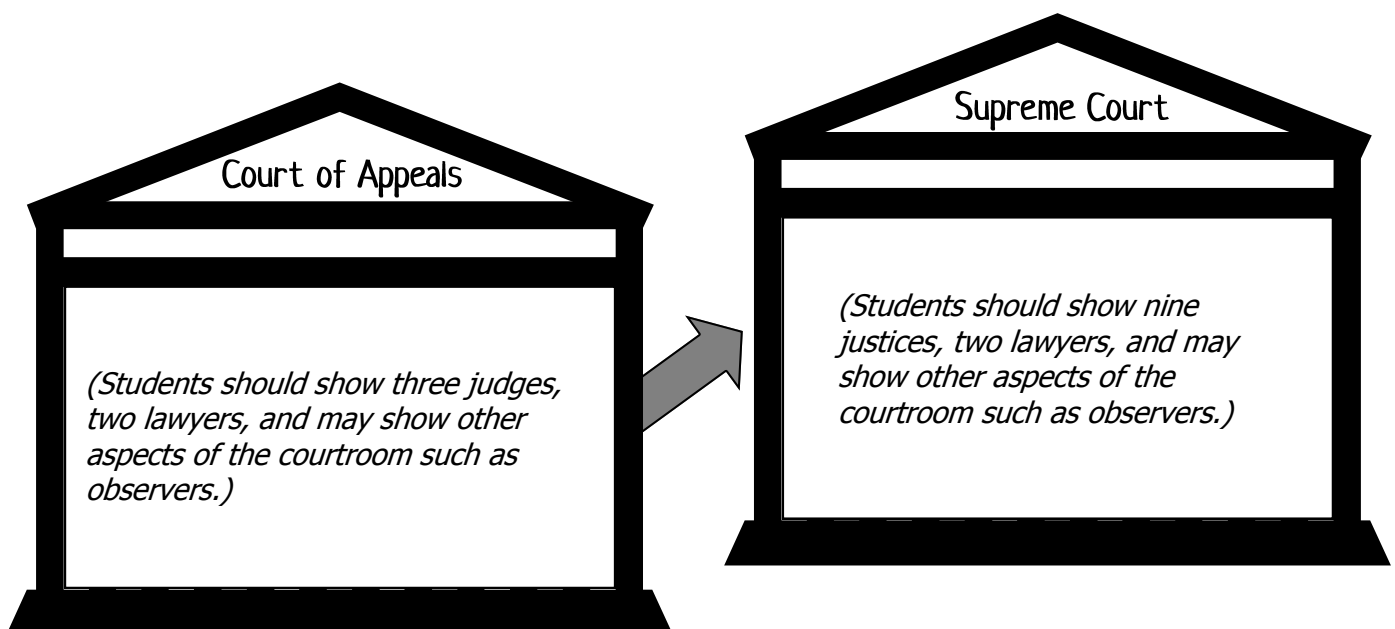 Court of Appeals
(Students should show three judges,
two lawyers, and may show other
aspects of the courtroom such as
observers.)
Supreme Court
(Students should show nine
justices, two lawyers, and may
show other aspects of the
courtroom such as observers.)